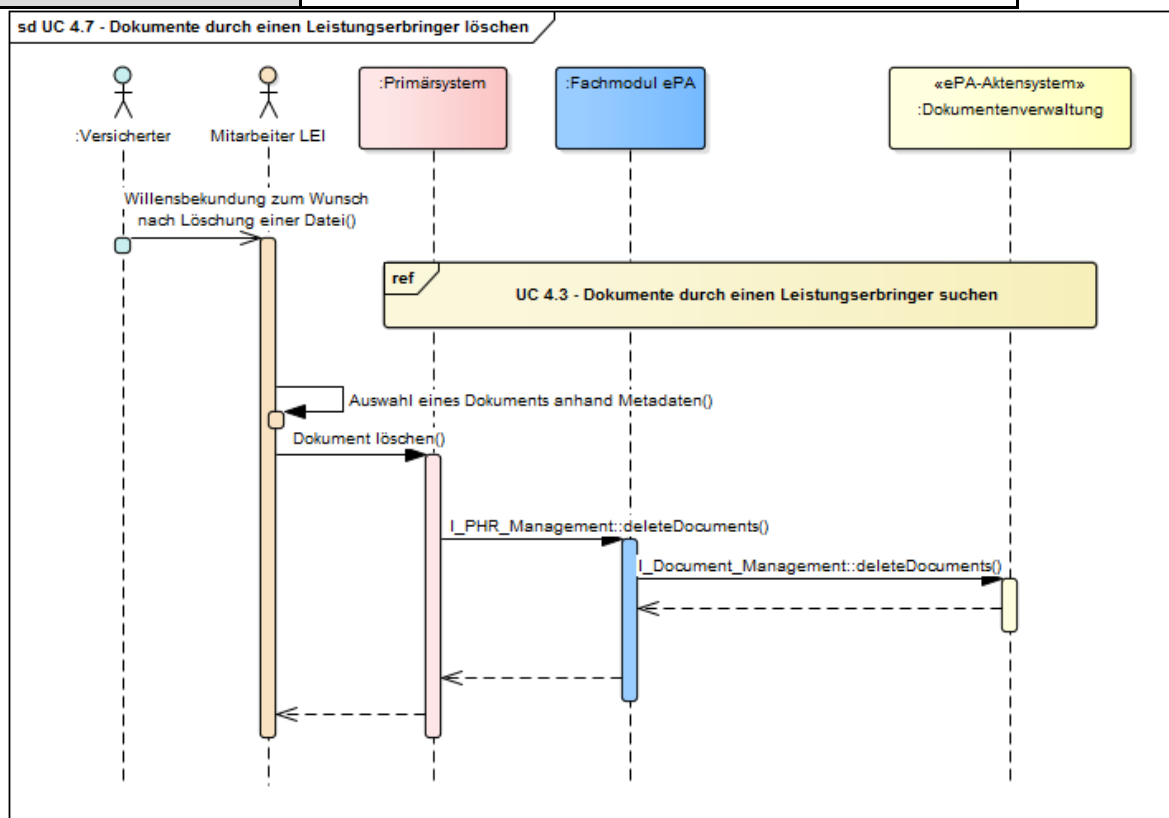 sd UC 4.7 - Dokumente durch einen Leistungserbringer löschen
:Versicherter
Mitarbeiter LEI
:Primärsystem
:Fachmodul ePA
«ePA-Aktensystem»
:Dokumentenverwaltung
Willensbekundung zum Wunsch
nach Löschung einer Datei()
ref
UC 4.3 - Dokumente durch einen Leistungserbringer suchen
Auswahl eines Dokuments anhand Metadaten()
Dokument löschen()
I_PHR_Management::deleteDocuments()
I_Document_Management::deleteDocuments()